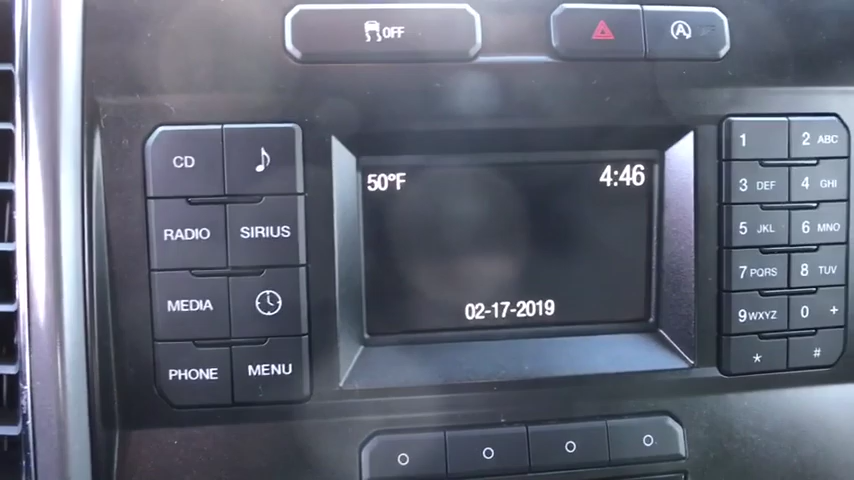 OFF
A
CD
RADIO SIRIUS
MEDIA
PHONE MENU
50°F 4:46
02-17-2019
1 2 ABC
3 DEF 4 GHI
5 JKL 6 MNO
7 PQRS 8 TUV
9 WXYZ 0 +
* #